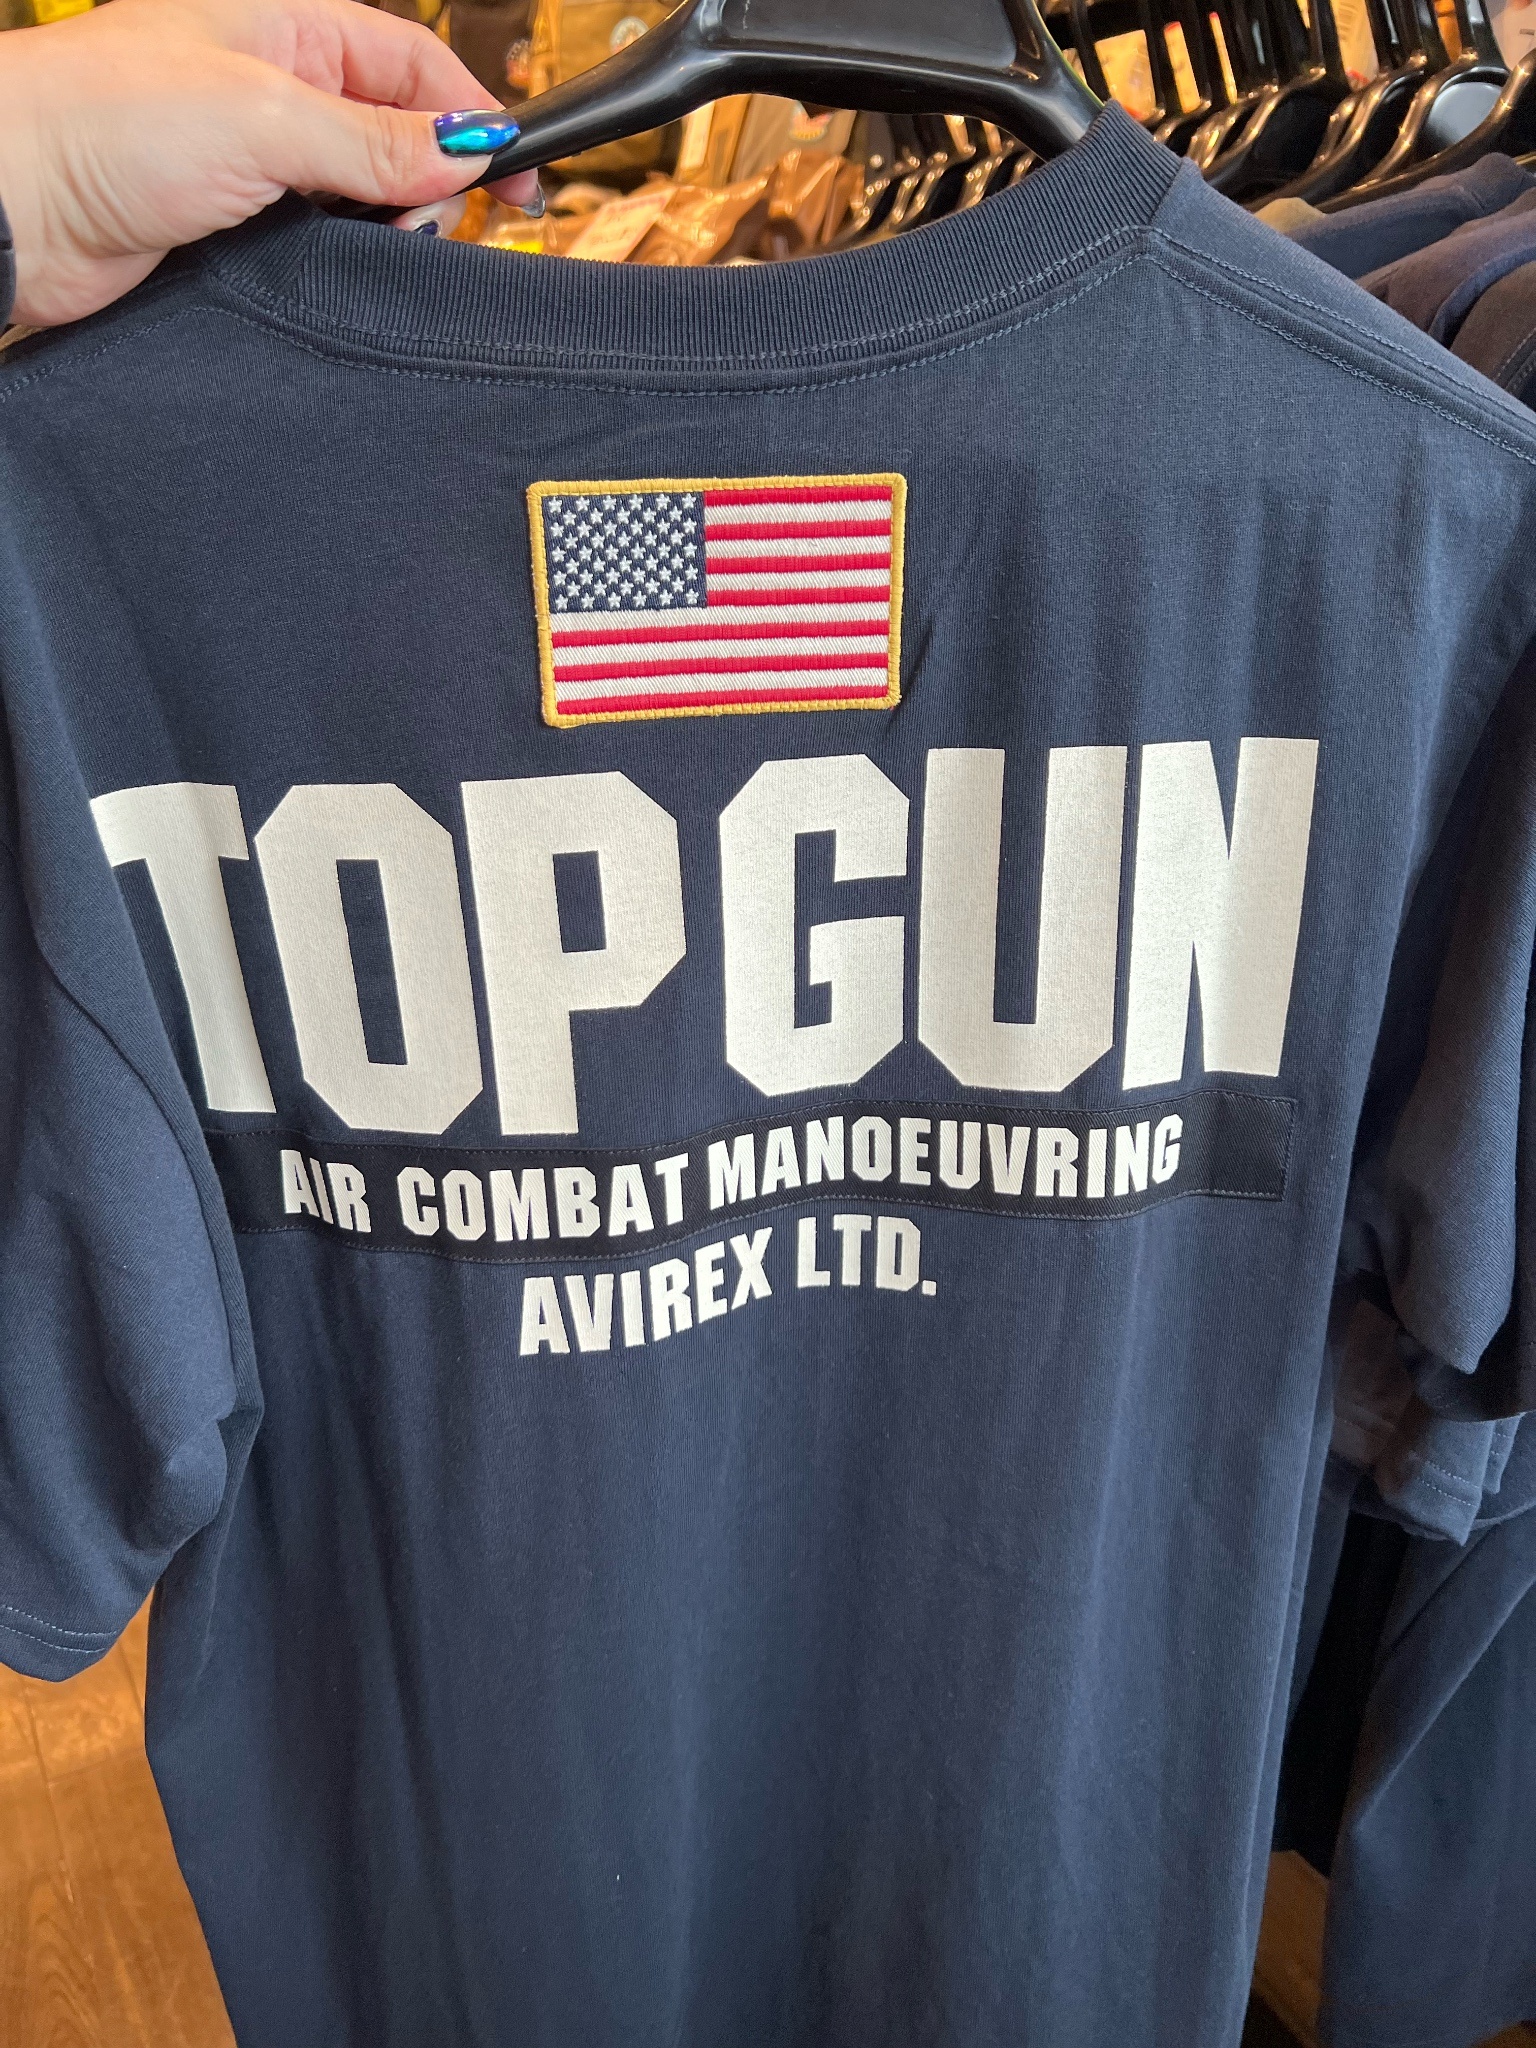 TOP GUN
AIR COMBAT MANOEUVRING
AVIREX LTD.